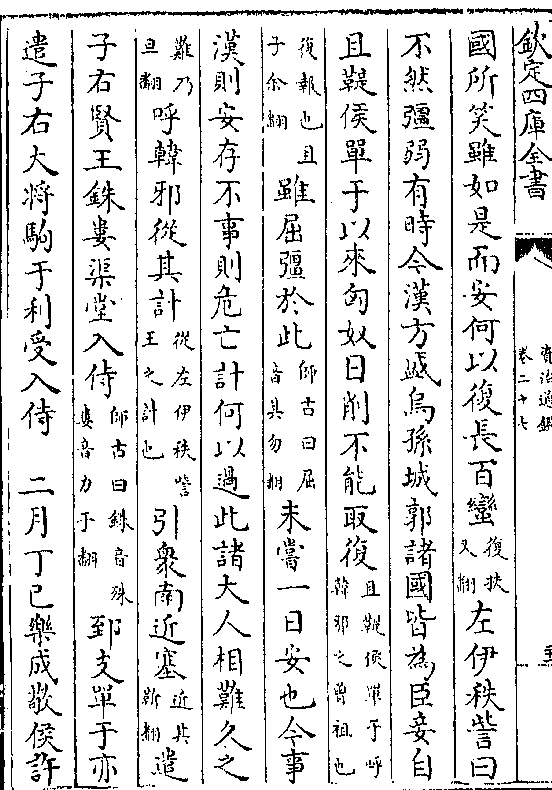 欽定四庫全書
資治通鑑
卷二十七
國所笑雖如是而安何以復長百蠻復扶又翻左伊秩訾曰
不然彊弱有時今漢方盛烏孫城郭諸國皆為臣妾自
且鞮侯單于以來匈奴日削不能取復且鞮侯單于呼韓邪之曾祖也
復報也且子余翻雖屈彊於此師古曰屈音其勿翻未嘗一日安也今事
漢則安存不事則危亡計何以過此諸大人相難久之
難乃旦翻呼韓邪從其計從左伊秩訾王之計也引衆南近塞近其靳翻遣
子右賢王銖婁渠堂入侍師古曰銖音殊婁音力于翻郅支單于亦
遣子右大將駒于利受入侍　二月丁巳樂成敬侯許